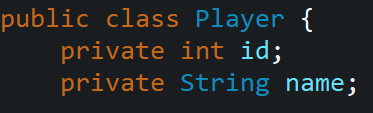 public class Player {
    private int id;
    private String name;